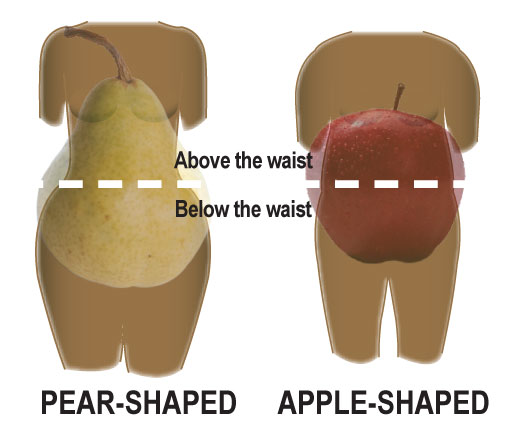 Above the waist
Below the waist
PEAR-SHAPED
APPLE-SHAPED